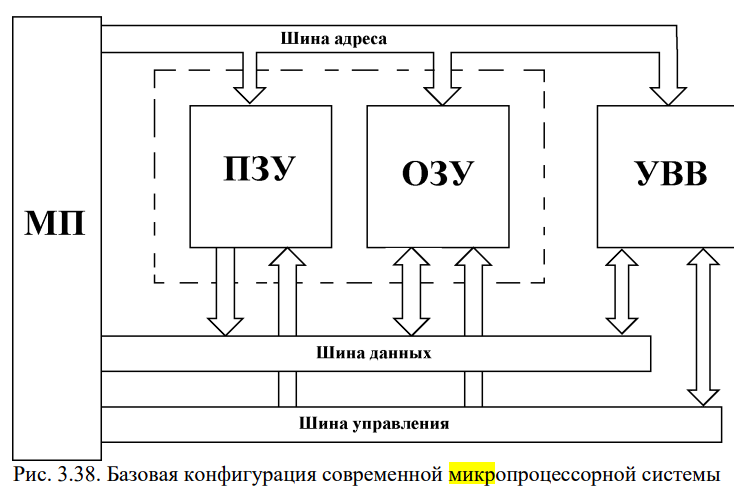 Шина адреса
ПЗУ
ОЗУ
УВВ
МП
Шина данных
Шина управления
Рис. 3.38. Базовая конфигурация современной микропроцессорной системы